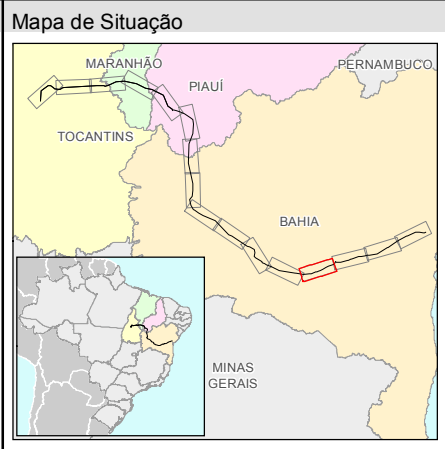 Mapa de Situação
MARANHÃO
PERNAMBUCO
PIAUÍ
TOCANTINS
BAHIA
MINAS
GERAIS